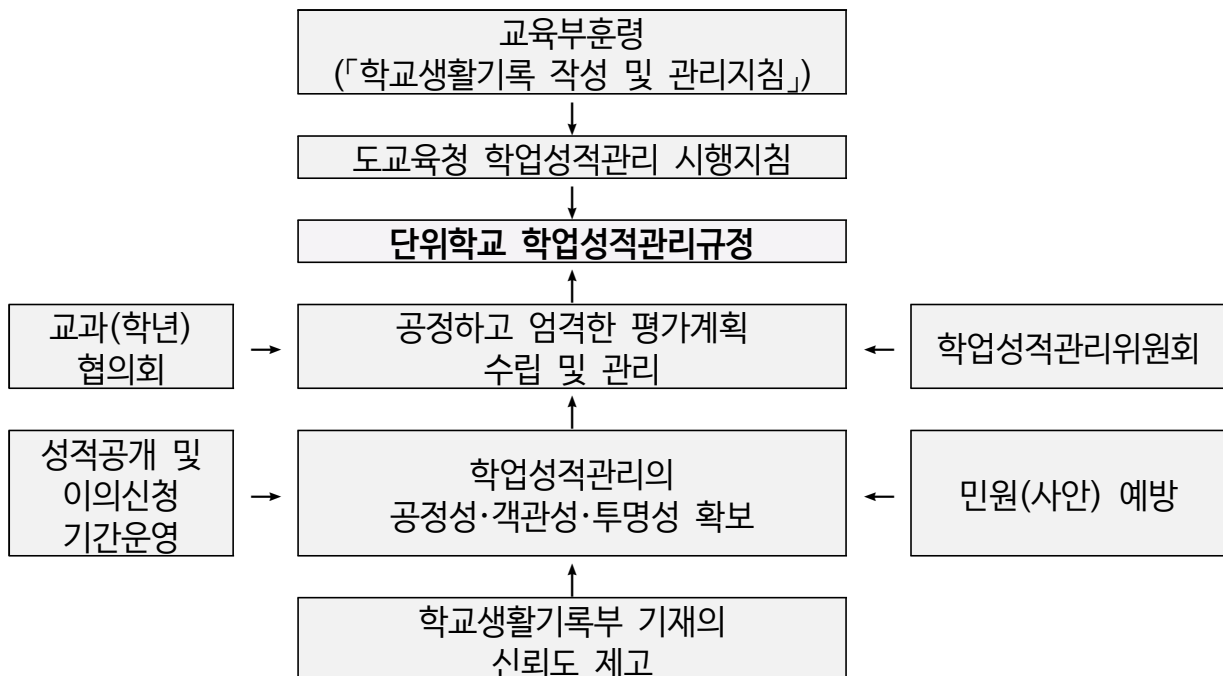 교육부훈령
(「학교생활기록 작성 및 관리지침」)
도교육청 학업성적관리 시행지침
단위학교 학업성적관리규정
교과(학년)
협의회
공정하고 엄격한 평가계획
수립 및 관리
학업성적관리위원회
성적공개 및
이의신청
기간운영
학업성적관리의
공정성·객관성·투명성 확보
민원(사안) 예방
학교생활기록부 기재의
신뢰도 제고